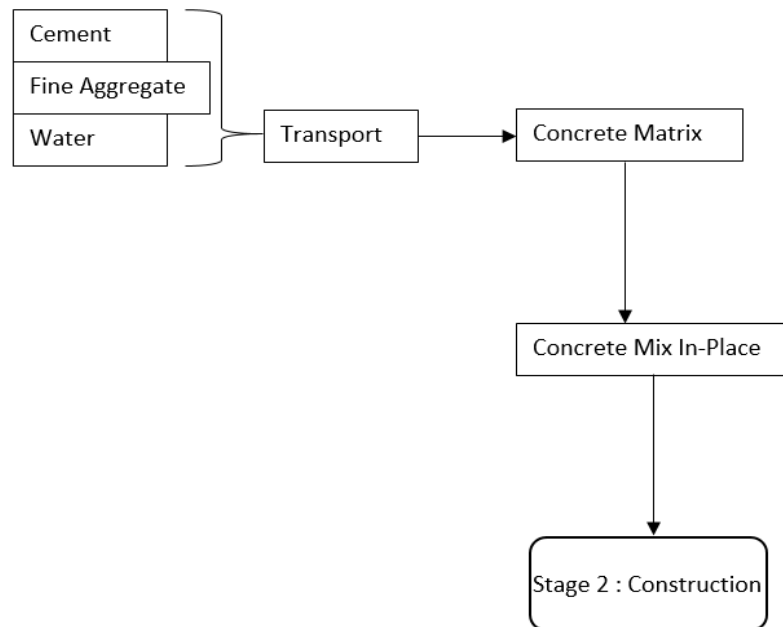 Cement
Fine Aggregate
Water
Transport
Concrete Matrix
Concrete Mix In-Place
Stage 2 : Construction